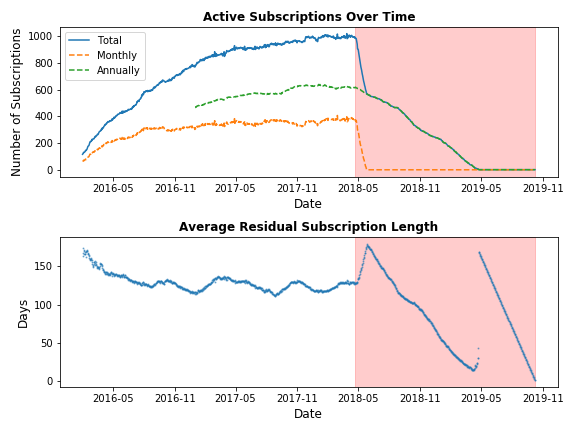 Active Subscriptions Over Time
Number of Subscriptions
1000
800
600
400
200
0
Total
Monthly
Annually
2016-05 2016-11 2017-05 2017-11 2018-05 2018-11 2019-05 2019-11
Date
Average Residual Subscription Length
Days
150
100
50
0
2016-05 2016-11 2017-05 2017-11 2018-05 2018-11 2019-05 2019-11
Date